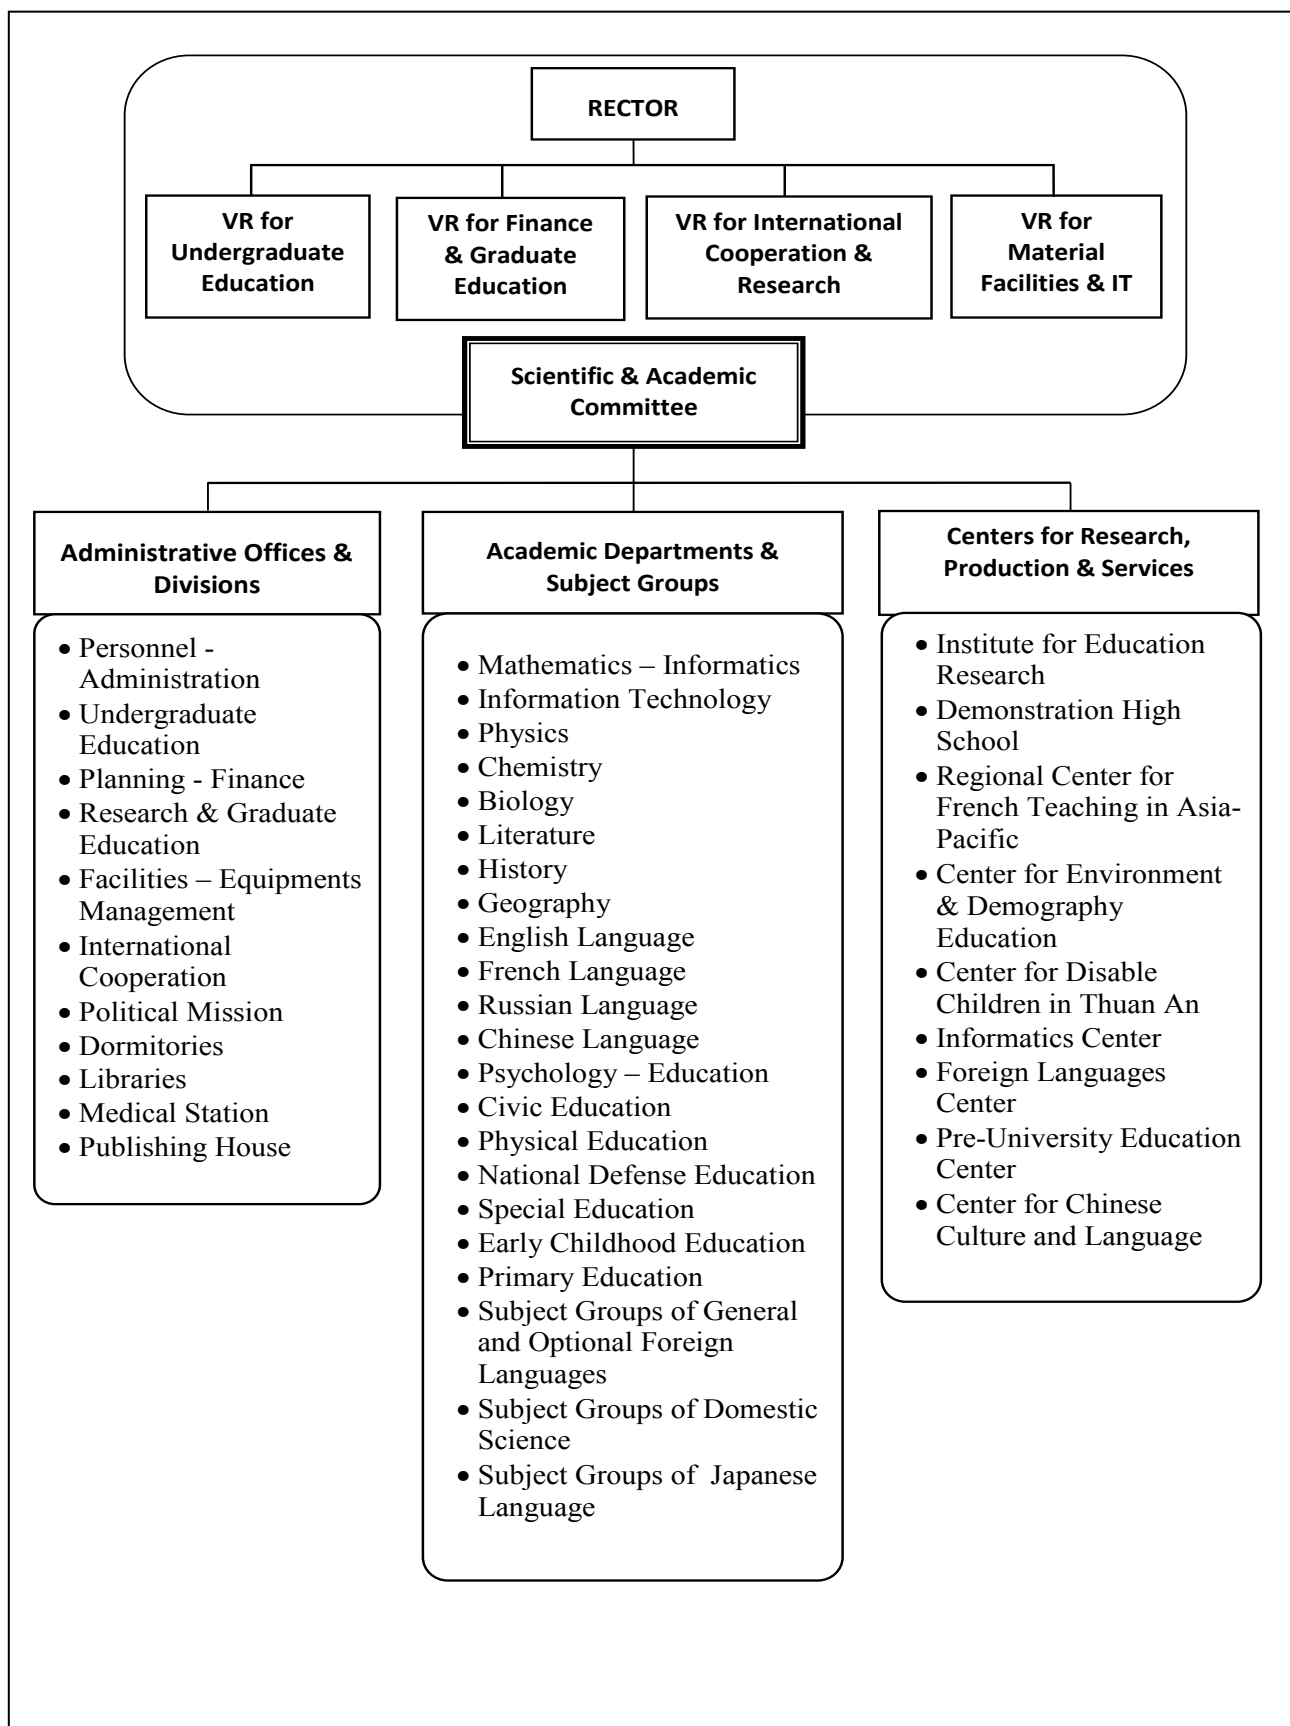 RECTOR
VR for
Undergraduate
Education
VR for Finance
& Graduate
Education
VR for International
Cooperation &
Research
VR for
Material
Facilities & IT
Scientific & Academic
Committee
Administrative Offices &
Divisions
• Personnel -
Administration
• Undergraduate
Education
• Planning - Finance
• Research & Graduate
Education
• Facilities – Equipments
Management
• International
Cooperation
• Political Mission
• Dormitories
• Libraries
• Medical Station
• Publishing House
Academic Departments &
Subject Groups
• Mathematics – Informatics
• Information Technology
• Physics
• Chemistry
• Biology
• Literature
• History
• Geography
• English Language
• French Language
• Russian Language
• Chinese Language
• Psychology – Education
• Civic Education
• Physical Education
• National Defense Education
• Special Education
• Early Childhood Education
• Primary Education
• Subject Groups of General
and Optional Foreign
Languages
• Subject Groups of Domestic
Science
• Subject Groups of  Japanese
Language
Centers for Research,
Production & Services
• Institute for Education
Research
• Demonstration High
School
• Regional Center for
French Teaching in Asia-
Pacific
• Center for Environment
& Demography
Education
• Center for Disable
Children in Thuan An
• Informatics Center
• Foreign Languages
Center
• Pre-University Education
Center
• Center for Chinese
Culture and Language